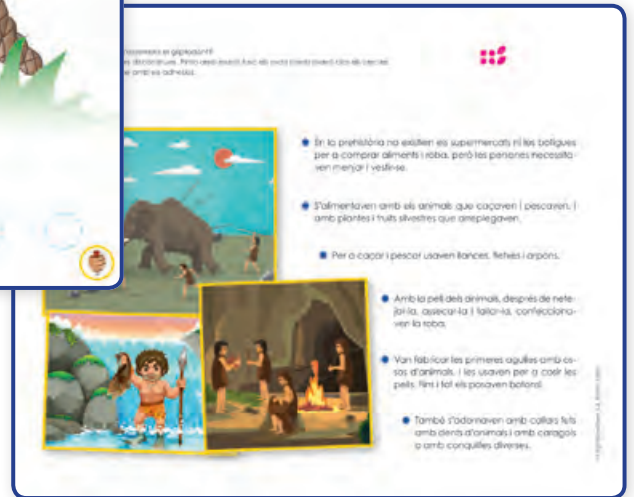 En la prehistòria no existien els supermercats ni les botigues
per a comprar aliments i roba, però les persones necessita-
ven menjar i vestir-se.
S'alimentaven amb els animals que caçaven i pescaven, i
amb plantes i fruits silvestres que arreplegaven.
Per a caçar i pescar usaven llances, fletxes i arpons.
Amb la pell dels animals, després de nete-
jar-la, assecar-la i tallar-la, confecciona-
ven la roba.
Van fabricar les primeres agulles amb os-
sos d'animals, i les usaven per a cosir les
pells. Fins i tot els posaven botons!
També s'adornaven amb collars fets
amb dents d'animals i amb caragols
o amb conquilles diverses.